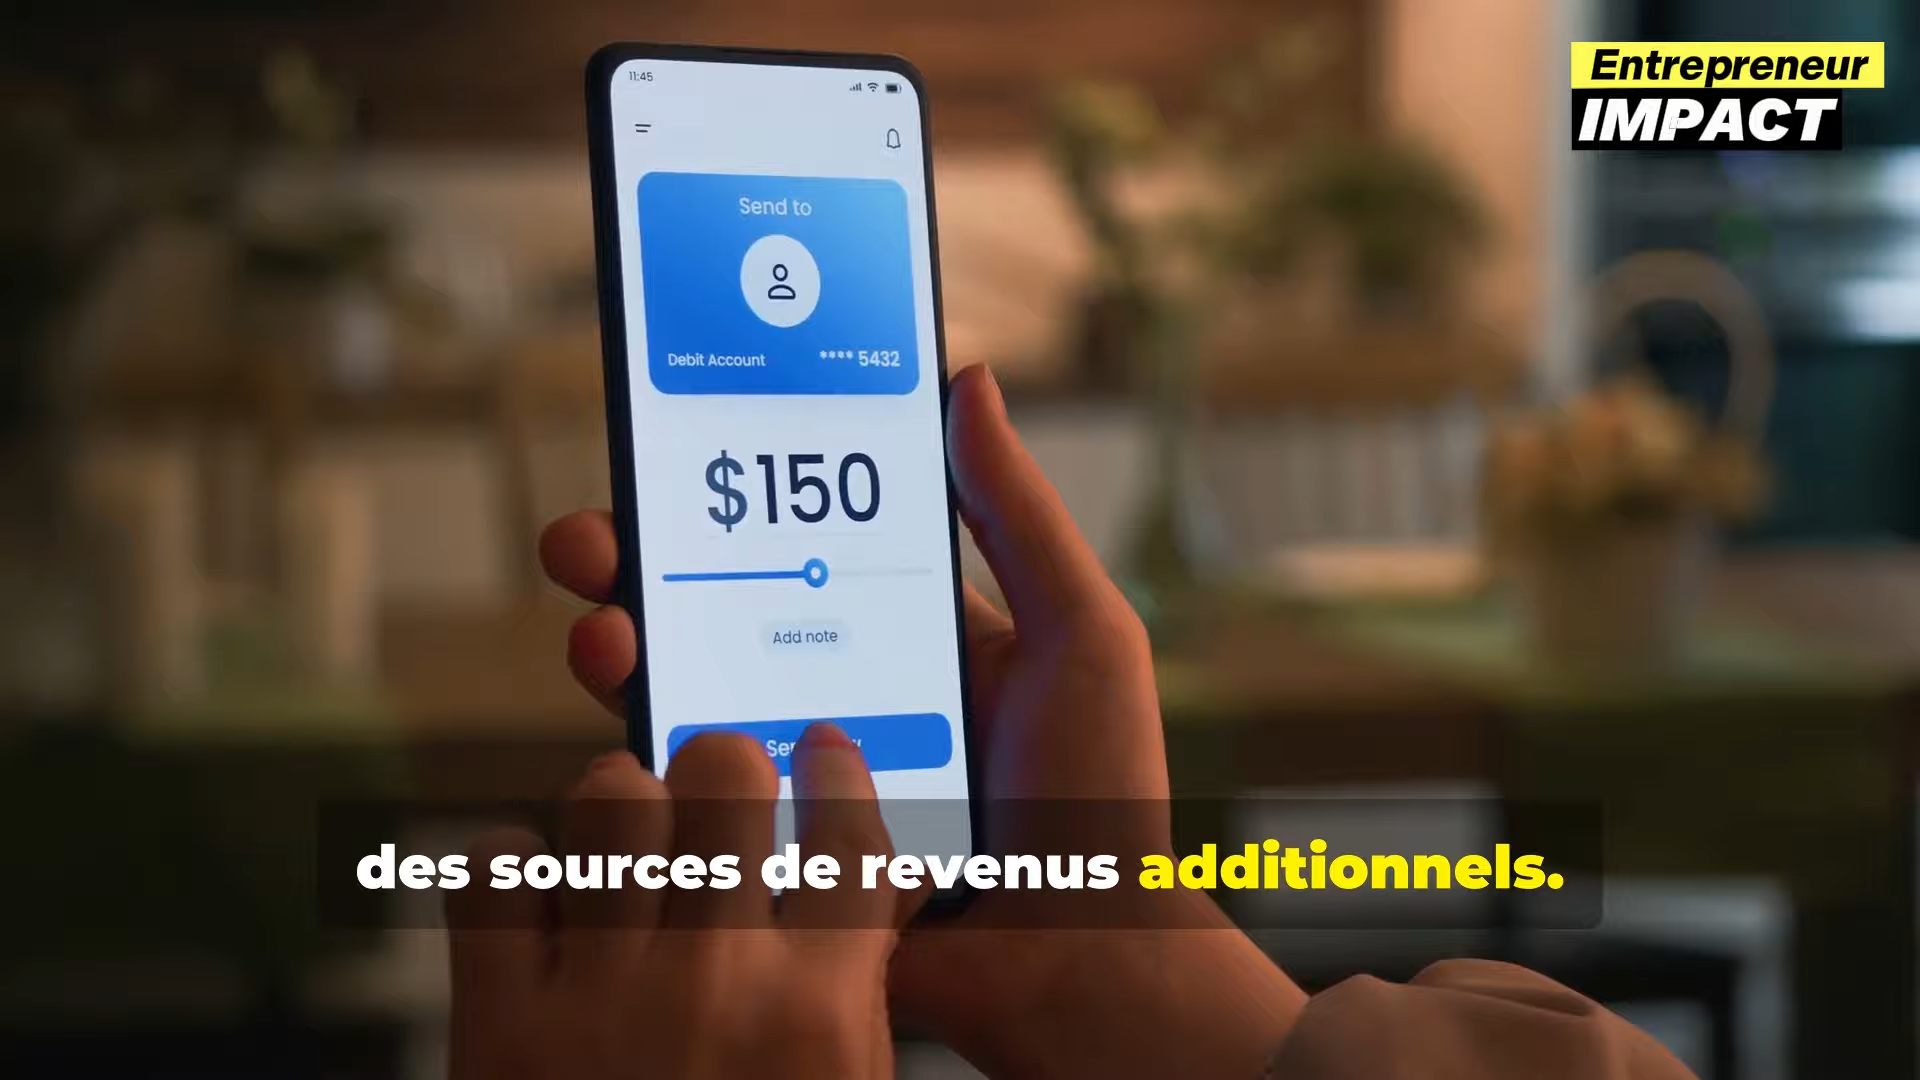 Entrepreneur
IMPACT
11:45
Send to
Debit Account **** 5432
$150
Add note
des sources de revenus additionnels.